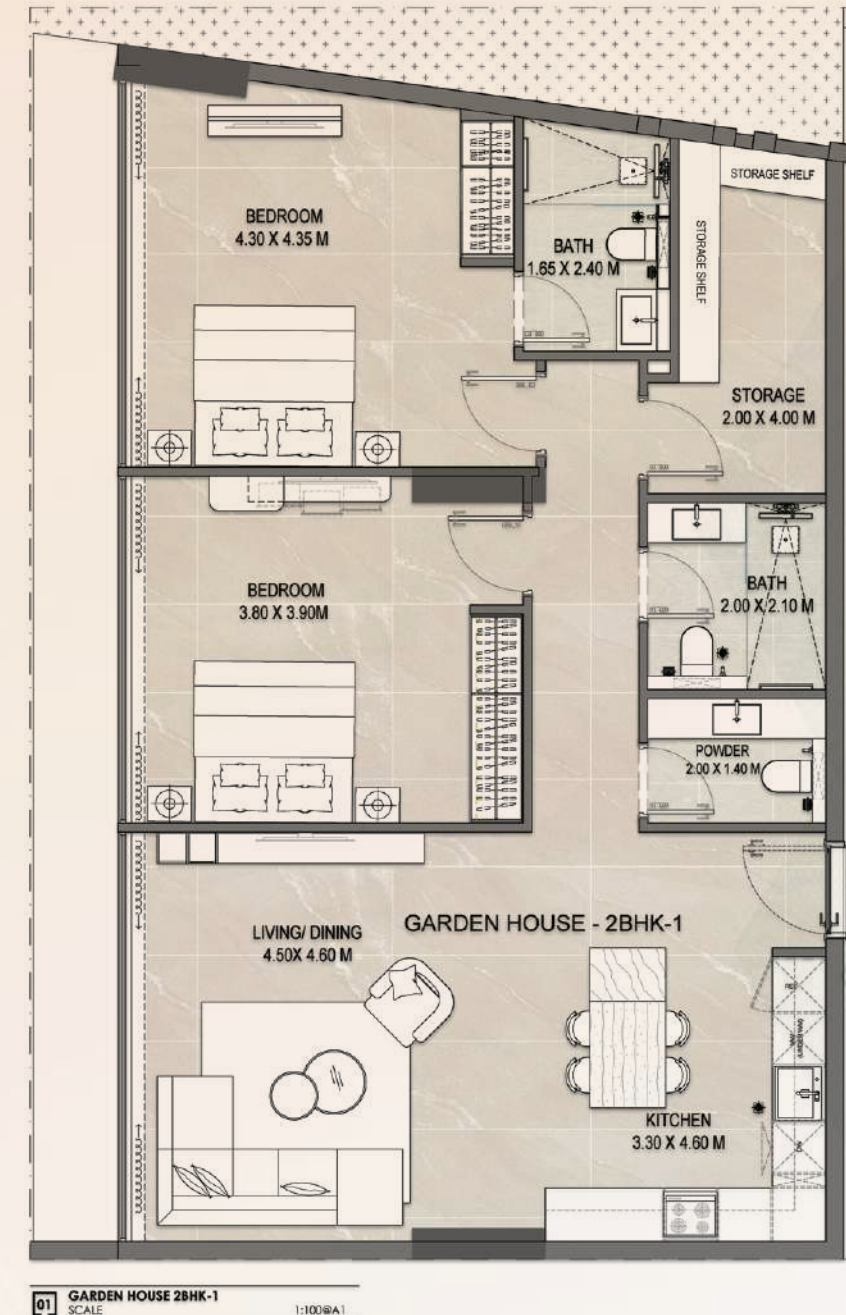 STORAGE SHELF
STORAGE SHELF
BEDROOM
4.30 X 4.35 M
BATH
1.65 X 2.40 M
STORAGE
2.00 X 4.00 M
BEDROOM
3.80 X 3.90M
BATH
2.00 X 2.10 M
POWDER
2.00 X 1.40 M
GARDEN HOUSE - 2BHK-1
LIVING/ DINING
4.50X 4.60 M
KITCHEN
3.30 X 4.60 M
01
GARDEN HOUSE 2BHK-1
SCALE 1:100@A1